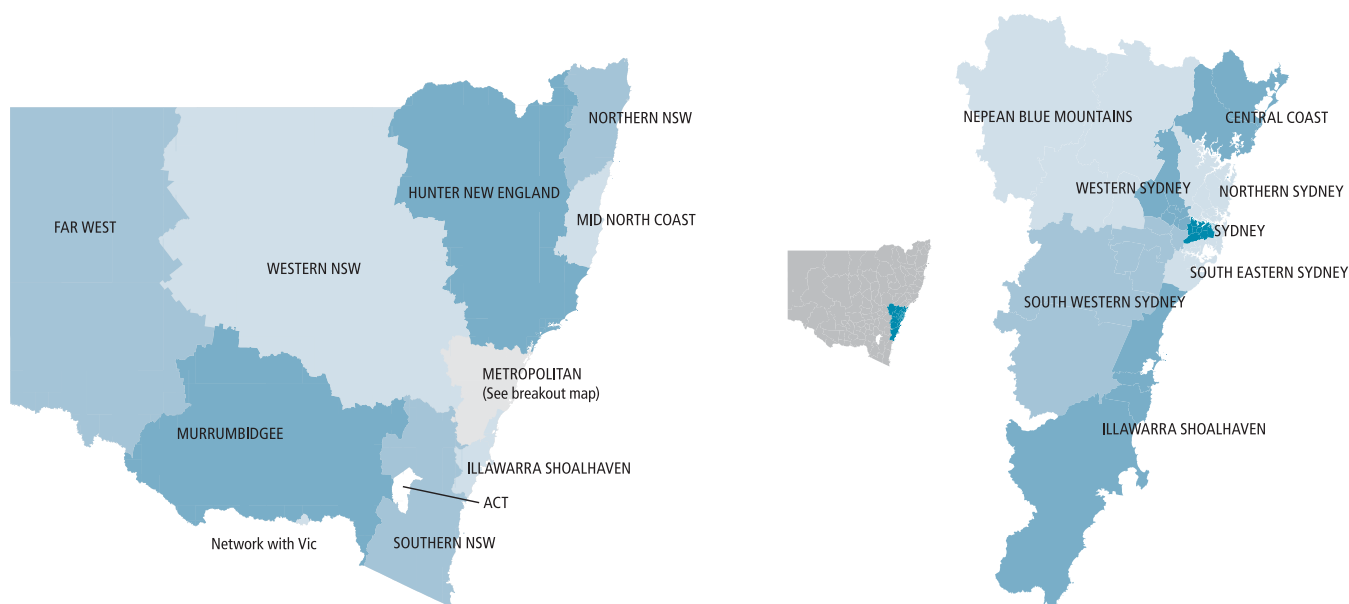 NORTHERN NSW
HUNTER NEW ENGLAND
MID NORTH COAST
FAR WEST
WESTERN NSW
METROPOLITAN
(See breakout map)
MURRUMBIDGEE
ILLAWARRA SHOALHAVEN
ACT
Network with Vic
SOUTHERN NSW
NEPEAN BLUE MOUNTAINS
CENTRAL COAST
WESTERN SYDNEY
NORTHERN SYDNEY
SYDNEY
SOUTH EASTERN SYDNEY
SOUTH WESTERN SYDNEY
ILLAWARRA SHOALHAVEN